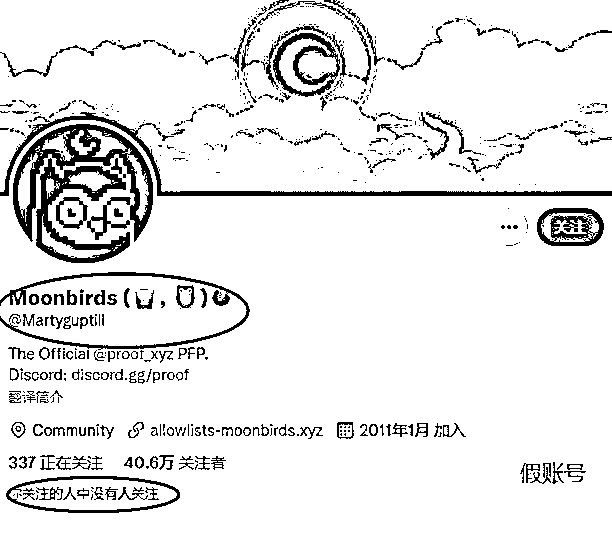 Moonbirds ( , )
@Martyguptill
The Official @proof_xyz PFP.
Discord: discord.gg/proof
翻译简介
Community allowlists-moonbirds.xyz 2011年1月 加入
337 正在关注 40.6万 关注者
关注的人中没有人关注
假账号